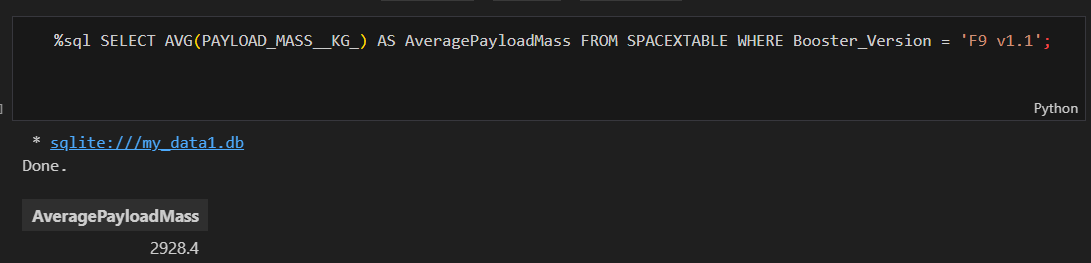 %sql SELECT AVG(PAYLOAD_MASS__KG_) AS AveragePayloadMass FROM SPACEXTABLE WHERE Booster_Version = 'F9 v1.1';
]
Python
* sqlite:///my_data1.db
Done.
AveragePayloadMass
2928.4